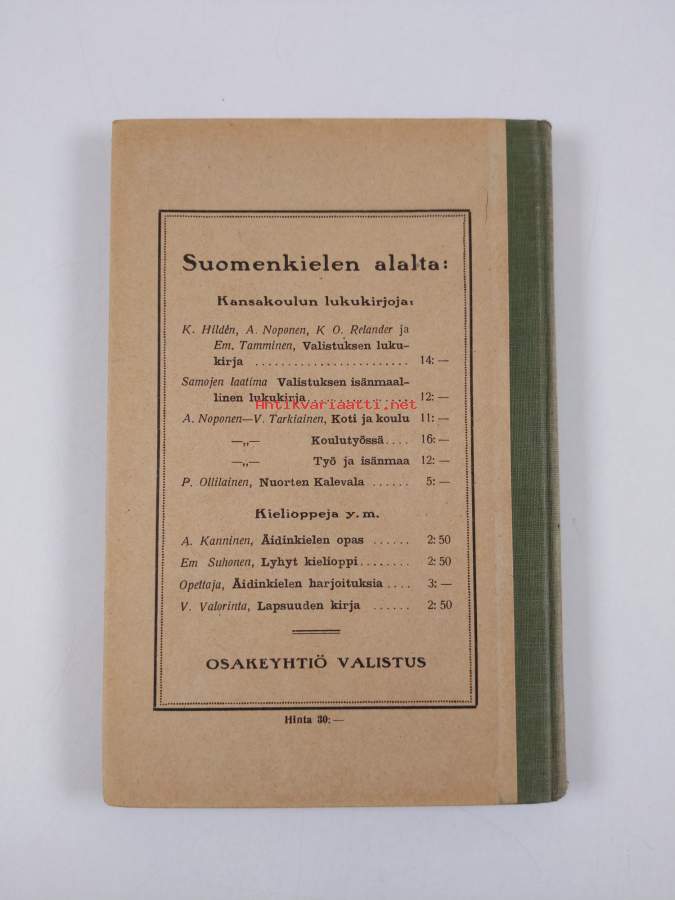 Suomenkielen alalta:
Kansakoulun lukukirjoja:
K. Hildén, A. Noponen, K O. Relander ja
Em. Tamminen, Valistuksen luku-
kirja ........................ 14: —
Samojen laatima Valistuksen isänmaal-
linen lukukirja ................ 12: —
Antikvariaatti.net
A. Noponen—V. Tarkiainen, Koti ja koulu 11: —
—„— Koulutyössä .... 16: —
—„— Työ ja isänmaa 12: —
P. Ollilainen, Nuorten Kalevala ...... 5: —
Kielioppeja y. m.
A. Kanninen, Äidinkielen opas ...... 2: 50
Em Suhonen, Lyhyt kielioppi ........ 2: 50
Opettaja, Äidinkielen harjoituksia .... 3: —
V. Valorinta, Lapsuuden kirja ...... 2: 50
OSAKEYHTIÖ VALISTUS
Hinta 30: —